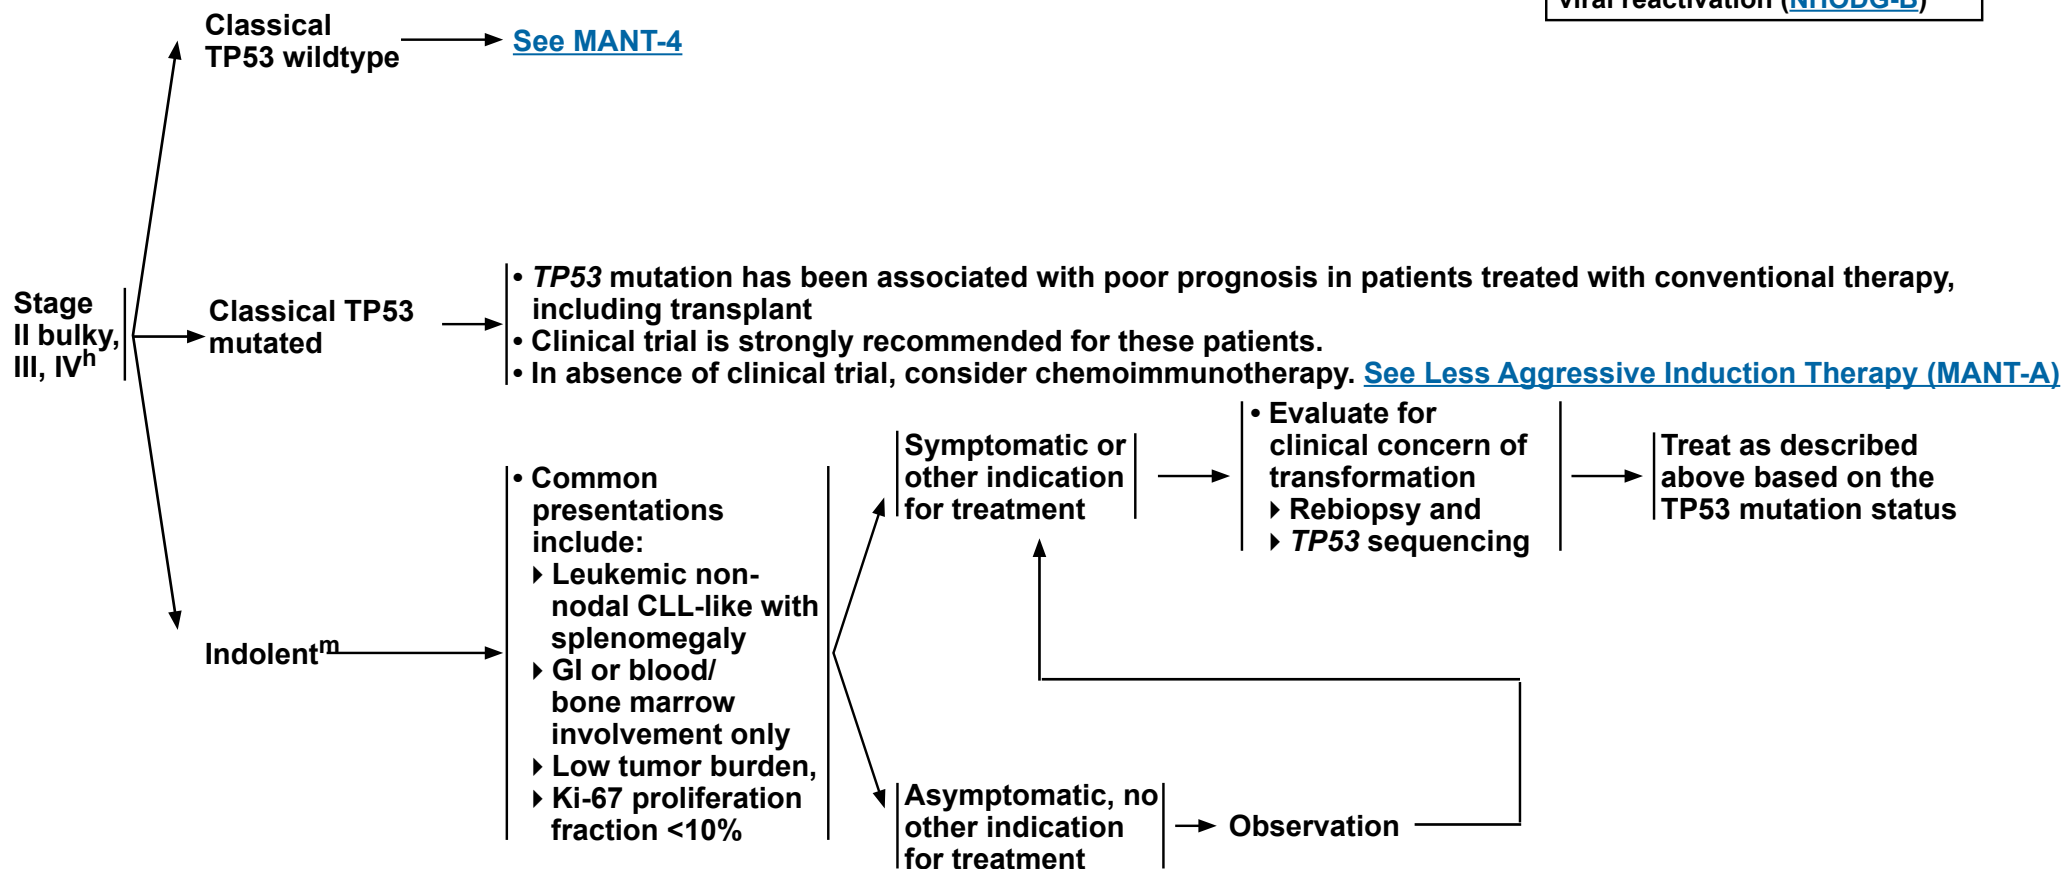 viral reactivation (NHODG-B)
Classical
TP53 wildtype
See MANT-4
Stage
II bulky,
III, IVh
Classical TP53
mutated
• TP53 mutation has been associated with poor prognosis in patients treated with conventional therapy,
including transplant
• Clinical trial is strongly recommended for these patients.
• In absence of clinical trial, consider chemoimmunotherapy. See Less Aggressive Induction Therapy (MANT-A)
Indolentm
• Common
presentations
include:
Leukemic non-
nodal CLL-like with
splenomegaly
GI or blood/
bone marrow
involvement only
Low tumor burden,
Ki-67 proliferation
fraction <10%
Symptomatic or
other indication
for treatment
• Evaluate for
clinical concern of
transformation
Rebiopsy and
TP53 sequencing
Treat as described
above based on the
TP53 mutation status
Asymptomatic, no
other indication
for treatment
Observation